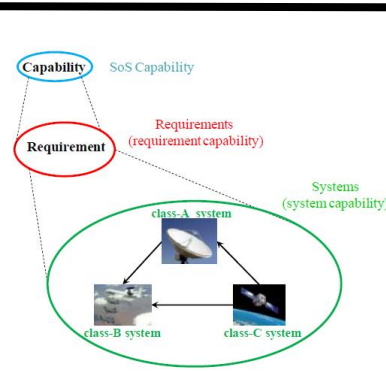 Capability
SoS Capability
Requirements
(requirement capability)
Requirement
Systems
(system capability)
class-A system
class-B system
class-C system